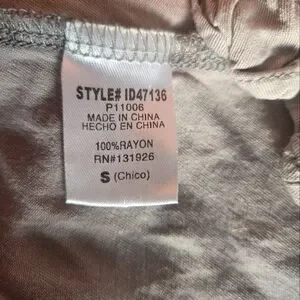 STYLE# ID47136
P11006
MADE IN CHINA
HECHO EN CHINA
100%RAYON
RN#131926
S (Chico)